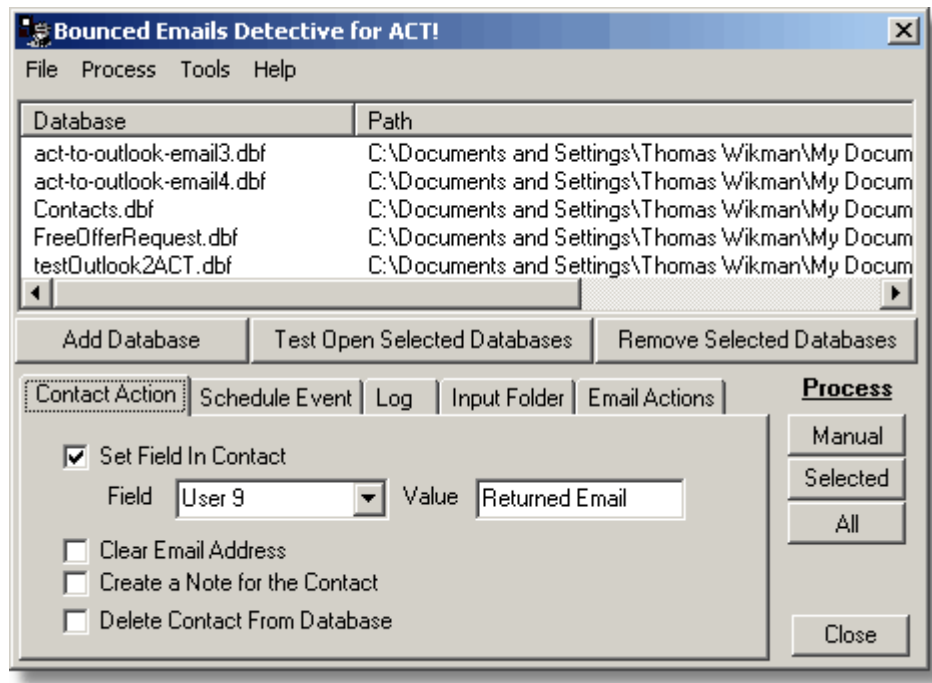 Bounced Emails Detective for ACT!
File Process Tools Help
Database Path
act-to-outlook-email3.dbf C:\Documents and Settings\Thomas Wikman\My Docum
act-to-outlook-email4.dbf C:\Documents and Settings\Thomas Wikman\My Docum
Contacts.dbf C:\Documents and Settings\Thomas Wikman\My Docum
FreeOfferRequest.dbf C:\Documents and Settings\Thomas Wikman\My Docum
testOutlook2ACT.dbf C:\Documents and Settings\Thomas Wikman\My Docum
Add Database Test Open Selected Databases Remove Selected Databases
Contact Action Schedule Event Log Input Folder Email Actions
Set Field In Contact
Field User 9 Value Returned Email
Clear Email Address
Create a Note for the Contact
Delete Contact From Database
Process
Manual
Selected
All
Close